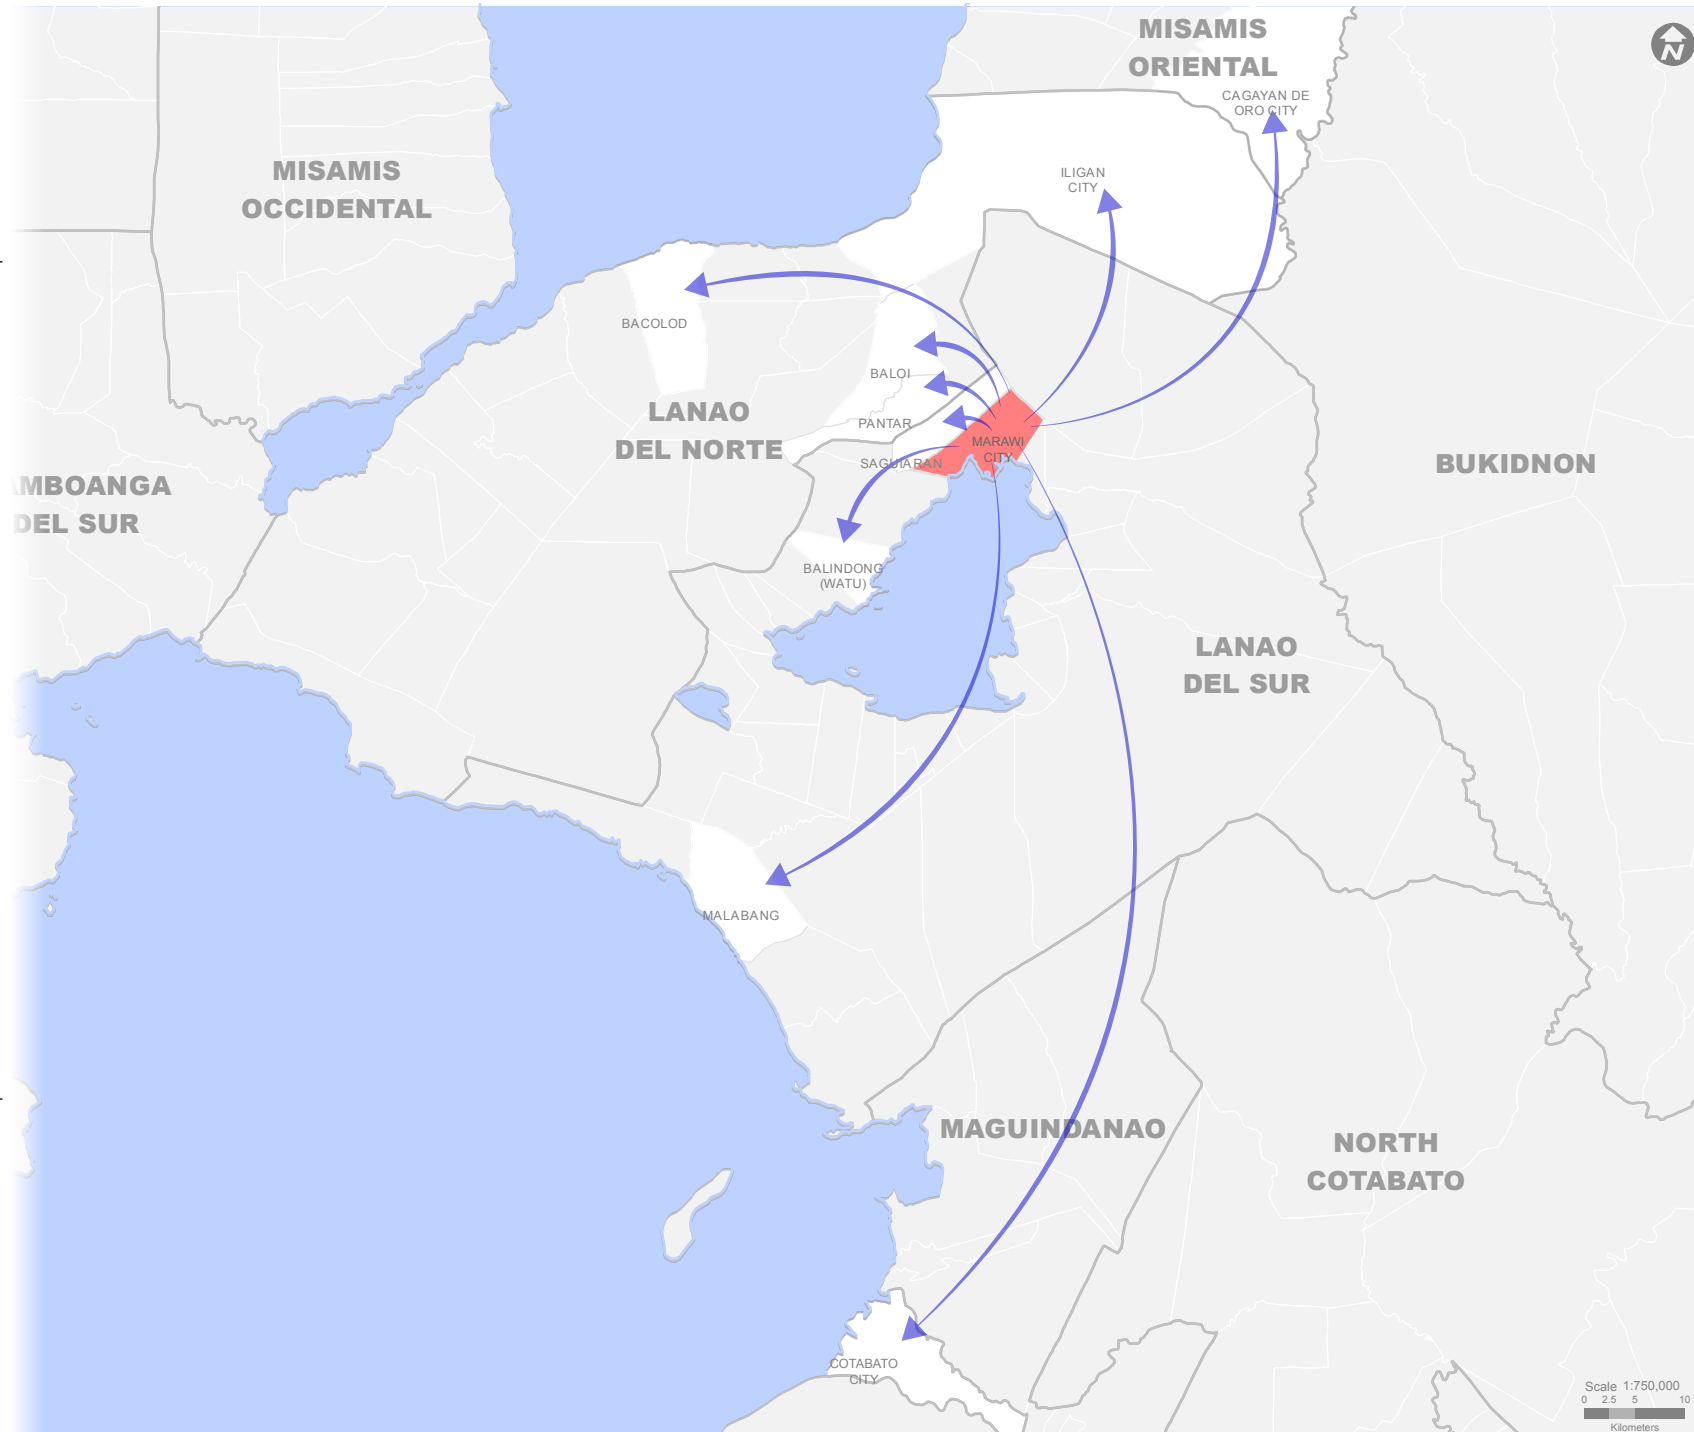 MISAMIS
ORIENTAL
N
CAGAYAN DE
ORO CITY
MISAMIS
OCCIDENTAL
ILIGAN
CITY
BACOLOD
BALOI
LANAO
DEL NORTE
PANTAR
MARAWI
CITY
SAGUIARAN
BUKIDNON
AMBOANGA
DEL SUR
BALINDONG
(WATU)
LANAO
DEL SUR
MALABANG
MAGUINDANAO
NORTH
COTABATO
COTABATO
CITY
Scale 1:750,000
0 2.5 5 10
Kilometers